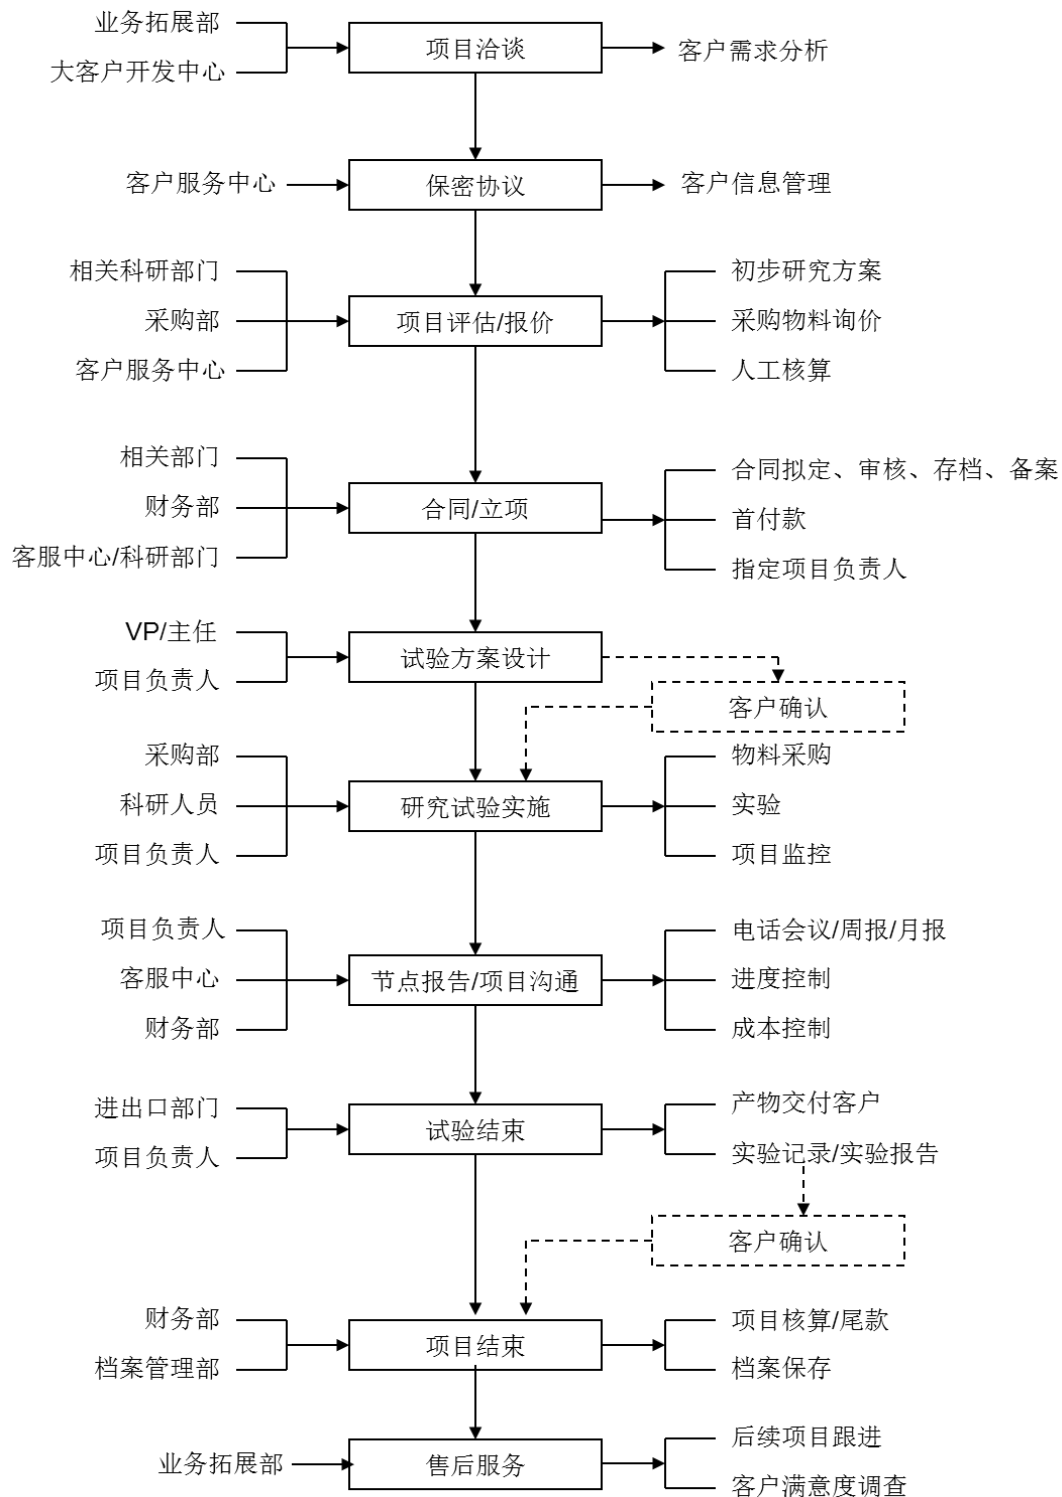 业务拓展部
大客户开发中心
项目洽谈
客户需求分析
客户服务中心
保密协议
客户信息管理
相关科研部门
采购部
客户服务中心
项目评估/报价
初步研究方案
采购物料询价
人工核算
相关部门
财务部
客服中心/科研部门
合同/立项
合同拟定、审核、存档、备案
首付款
指定项目负责人
VP/主任
项目负责人
试验方案设计
客户确认
采购部
科研人员
项目负责人
研究试验实施
物料采购
实验
项目监控
项目负责人
客服中心
财务部
节点报告/项目沟通
电话会议/周报/月报
进度控制
成本控制
进出口部门
项目负责人
试验结束
产物交付客户
实验记录/实验报告
客户确认
财务部
档案管理部
项目结束
项目核算/尾款
档案保存
业务拓展部
售后服务
后续项目跟进
客户满意度调查